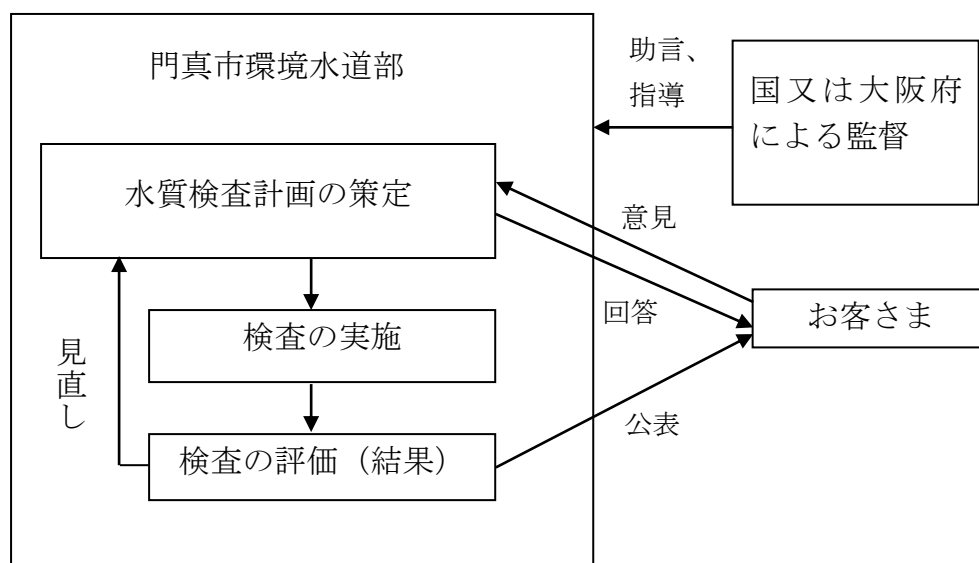 門真市環境水道部
助言、
指導
国又は大阪府
による監督
水質検査計画の策定
意見
回答
お客さま
検査の実施
見直し
公表
検査の評価（結果）